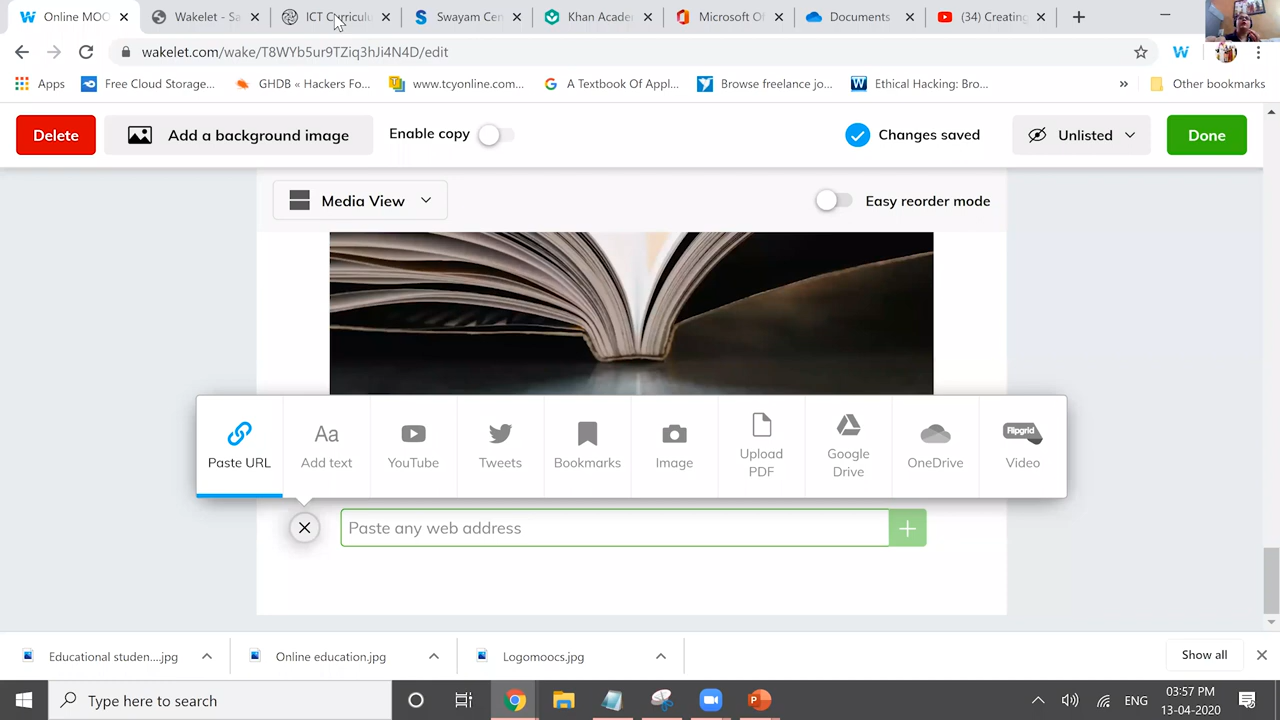 Online MOO
Wakelet - Sa
ICT Curriculu
Swayam Cen
Khan Acader
Microsoft Of
Documents
(34) Creating
wakelet.com/wake/T8WYb5ur9TZiq3hJi4N4D/edit
Apps
Free Cloud Storage...
GHDB « Hackers Fo...
www.tcyonline.com...
A Textbook Of Appl...
Browse freelance jo...
Ethical Hacking: Bro...
»
Other bookmarks
Delete
Add a background image
Enable copy
Changes saved
Unlisted
Done
Media View
Easy reorder mode
Paste URL
Aa
Add text
YouTube
Tweets
Bookmarks
Image
Upload
PDF
Google
Drive
OneDrive
Flipgrid
Video
Paste any web address
Educational studen....jpg
Online education.jpg
Logomoocs.jpg
Show all
Type here to search
ENG
03:57 PM
13-04-2020